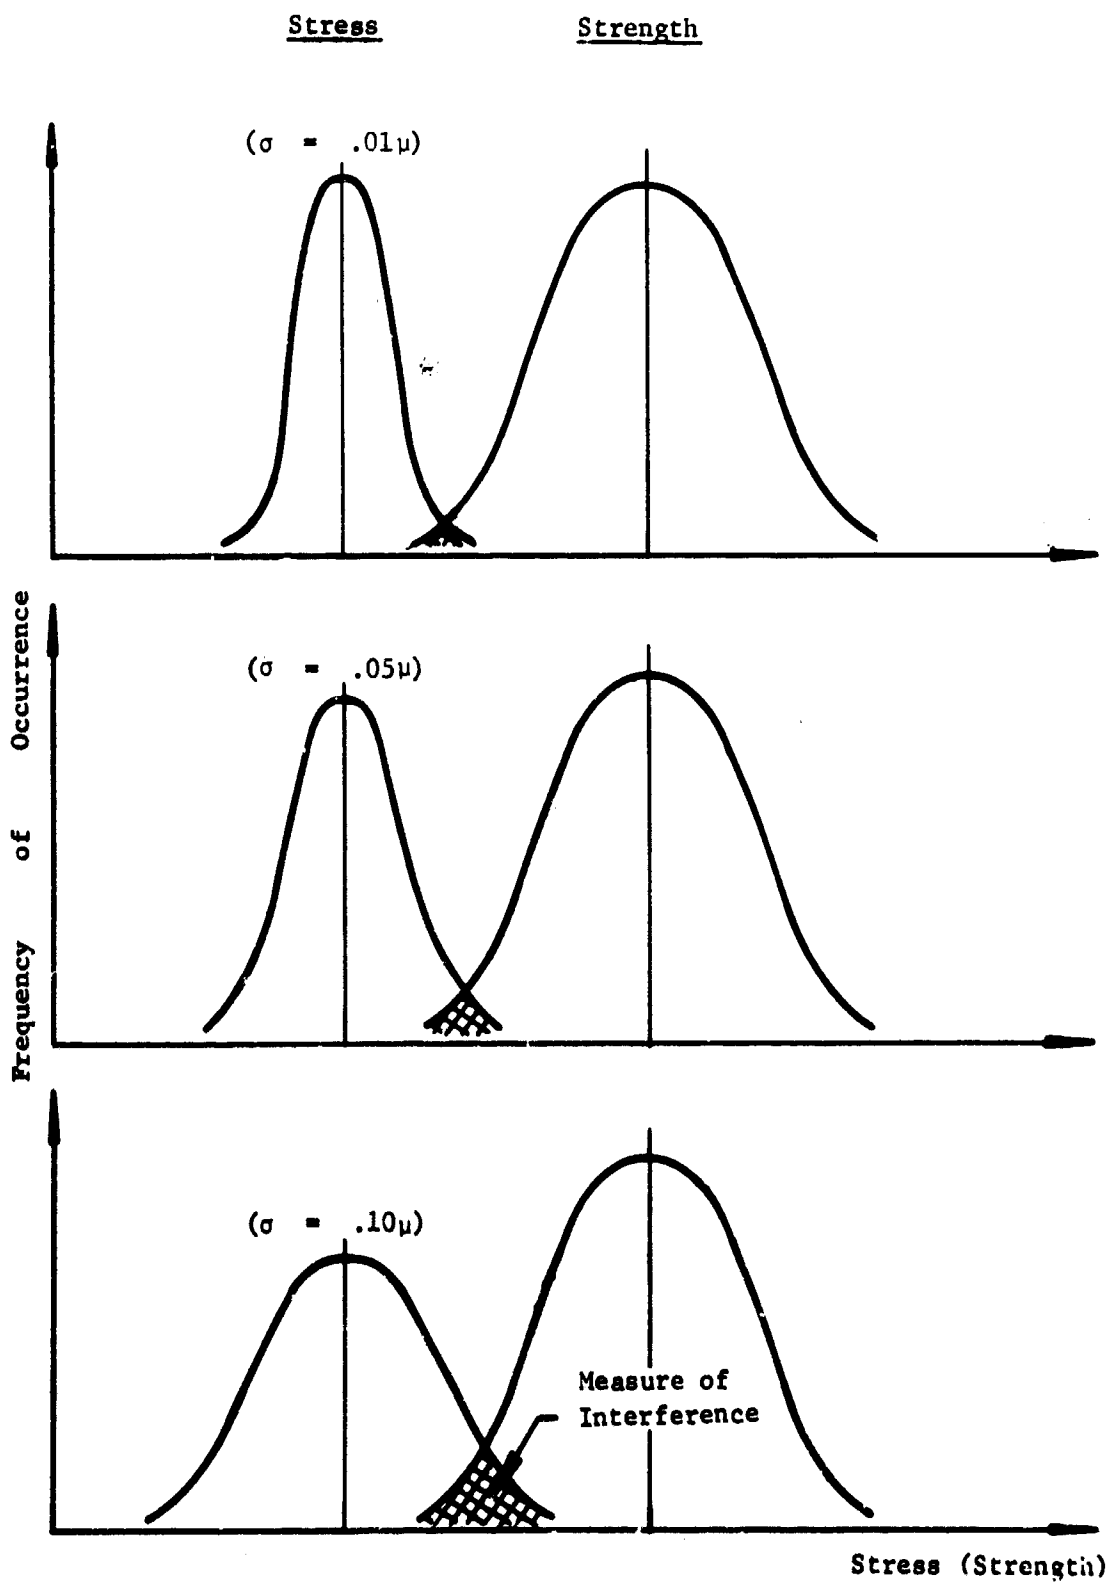 Stress
Strength
(σ = .01μ)
(σ = .05μ)
(σ = .10μ)
Measure of
Interference
Frequency of Occurrence
Stress (Strength)